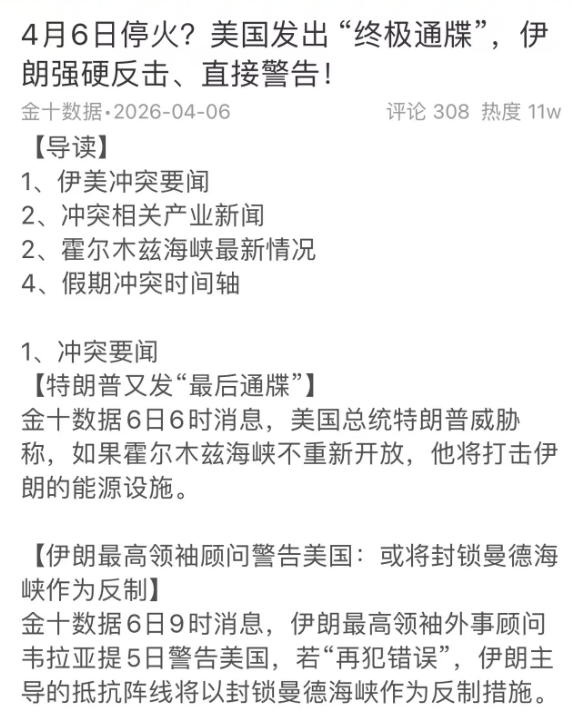 4月6日停火？美国发出“终极通牒”，伊
朗强硬反击、直接警告！
金十数据•2026-04-06 评论 308 热度 11w
【导读】
1、伊美冲突要闻
2、冲突相关产业新闻
2、霍尔木兹海峡最新情况
4、假期冲突时间轴
1、冲突要闻
【特朗普又发“最后通牒”】
金十数据6日6时消息，美国总统特朗普威胁
称，如果霍尔木兹海峡不重新开放，他将打击伊
朗的能源设施。
【伊朗最高领袖顾问警告美国：或将封锁曼德海
峡作为反制】
金十数据6日9时消息，伊朗最高领袖外事顾问
韦拉亚提5日警告美国，若“再犯错误”，伊朗主
导的抵抗阵线将以封锁曼德海峡作为反制措施。